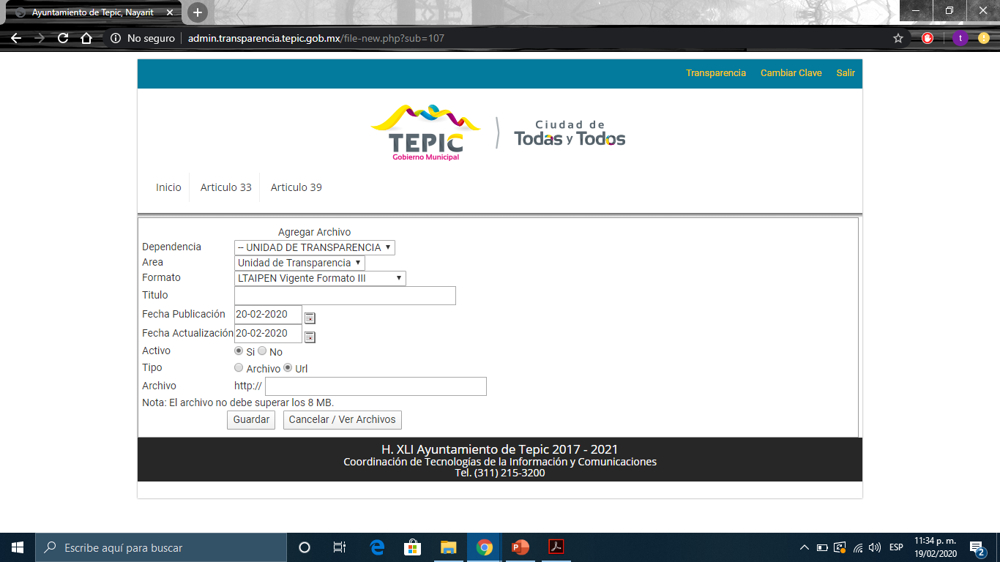 Ayuntamiento de Tepic, Nayarit
No seguro
admin.transparencia.tepic.gob.mx/file-new.php?sub=107
t
Transparencia Cambiar Clave Salir
TEPIC
Gobierno Municipal
Ciudad de
Todas y Todos
Inicio Articulo 33 Articulo 39
Agregar Archivo
Dependencia -- UNIDAD DE TRANSPARENCIA
Area Unidad de Transparencia
Formato LTAIPEN Vigente Formato III
Titulo
Fecha Publicación 20-02-2020
Fecha Actualización 20-02-2020
Activo Si No
Tipo Archivo Url
Archivo http://
Nota: El archivo no debe superar los 8 MB.
Guardar Cancelar / Ver Archivos
H. XLI Ayuntamiento de Tepic 2017 - 2021
Coordinación de Tecnologías de la Información y Comunicaciones
Tel. (311) 215-3200
Escribe aquí para buscar
ESP
11:34 p. m.
19/02/2020
2